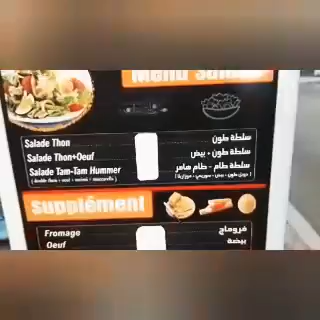 Menu Salade
Salade Thon سلطة طون
Salade Thon+Oeuf سلطة طون + بيض
Salade Tam-Tam Hummer سلطة طام - طام هامر
supplément
Fromage فروماج
Oeuf بيضة